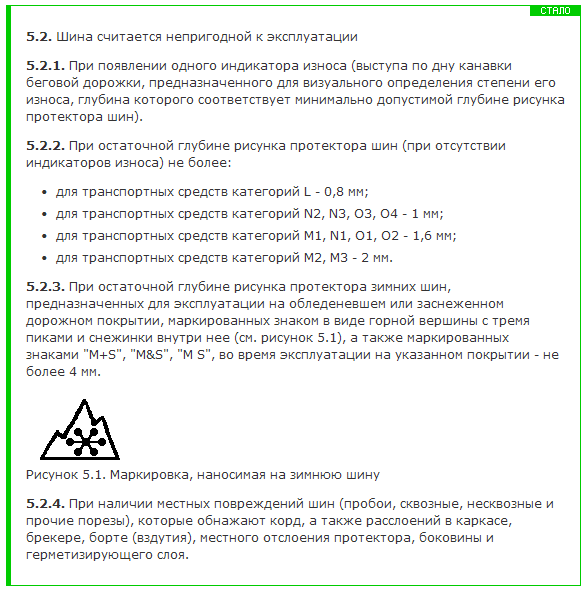 СТАЛО
5.2. Шина считается непригодной к эксплуатации
5.2.1. При появлении одного индикатора износа (выступа по дну канавки
беговой дорожки, предназначенного для визуального определения степени его
износа, глубина которого соответствует минимально допустимой глубине рисунка
протектора шин).
5.2.2. При остаточной глубине рисунка протектора шин (при отсутствии
индикаторов износа) не более:
• для транспортных средств категорий L - 0,8 мм;
• для транспортных средств категорий N2, N3, O3, O4 - 1 мм;
• для транспортных средств категорий M1, N1, O1, O2 - 1,6 мм;
• для транспортных средств категорий M2, M3 - 2 мм.
5.2.3. При остаточной глубине рисунка протектора зимних шин,
предназначенных для эксплуатации на обледеневшем или заснеженном
дорожном покрытии, маркированных знаком в виде горной вершины с тремя
пиками и снежинки внутри нее (см. рисунок 5.1), а также маркированных
знаками "M+S", "M&S", "M S", во время эксплуатации на указанном покрытии - не
более 4 мм.
Рисунок 5.1. Маркировка, наносимая на зимнюю шину
5.2.4. При наличии местных повреждений шин (пробои, сквозные, несквозные и
прочие порезы), которые обнажают корд, а также расслоений в каркасе,
брекере, борте (вздутия), местного отслоения протектора, боковины и
герметизирующего слоя.